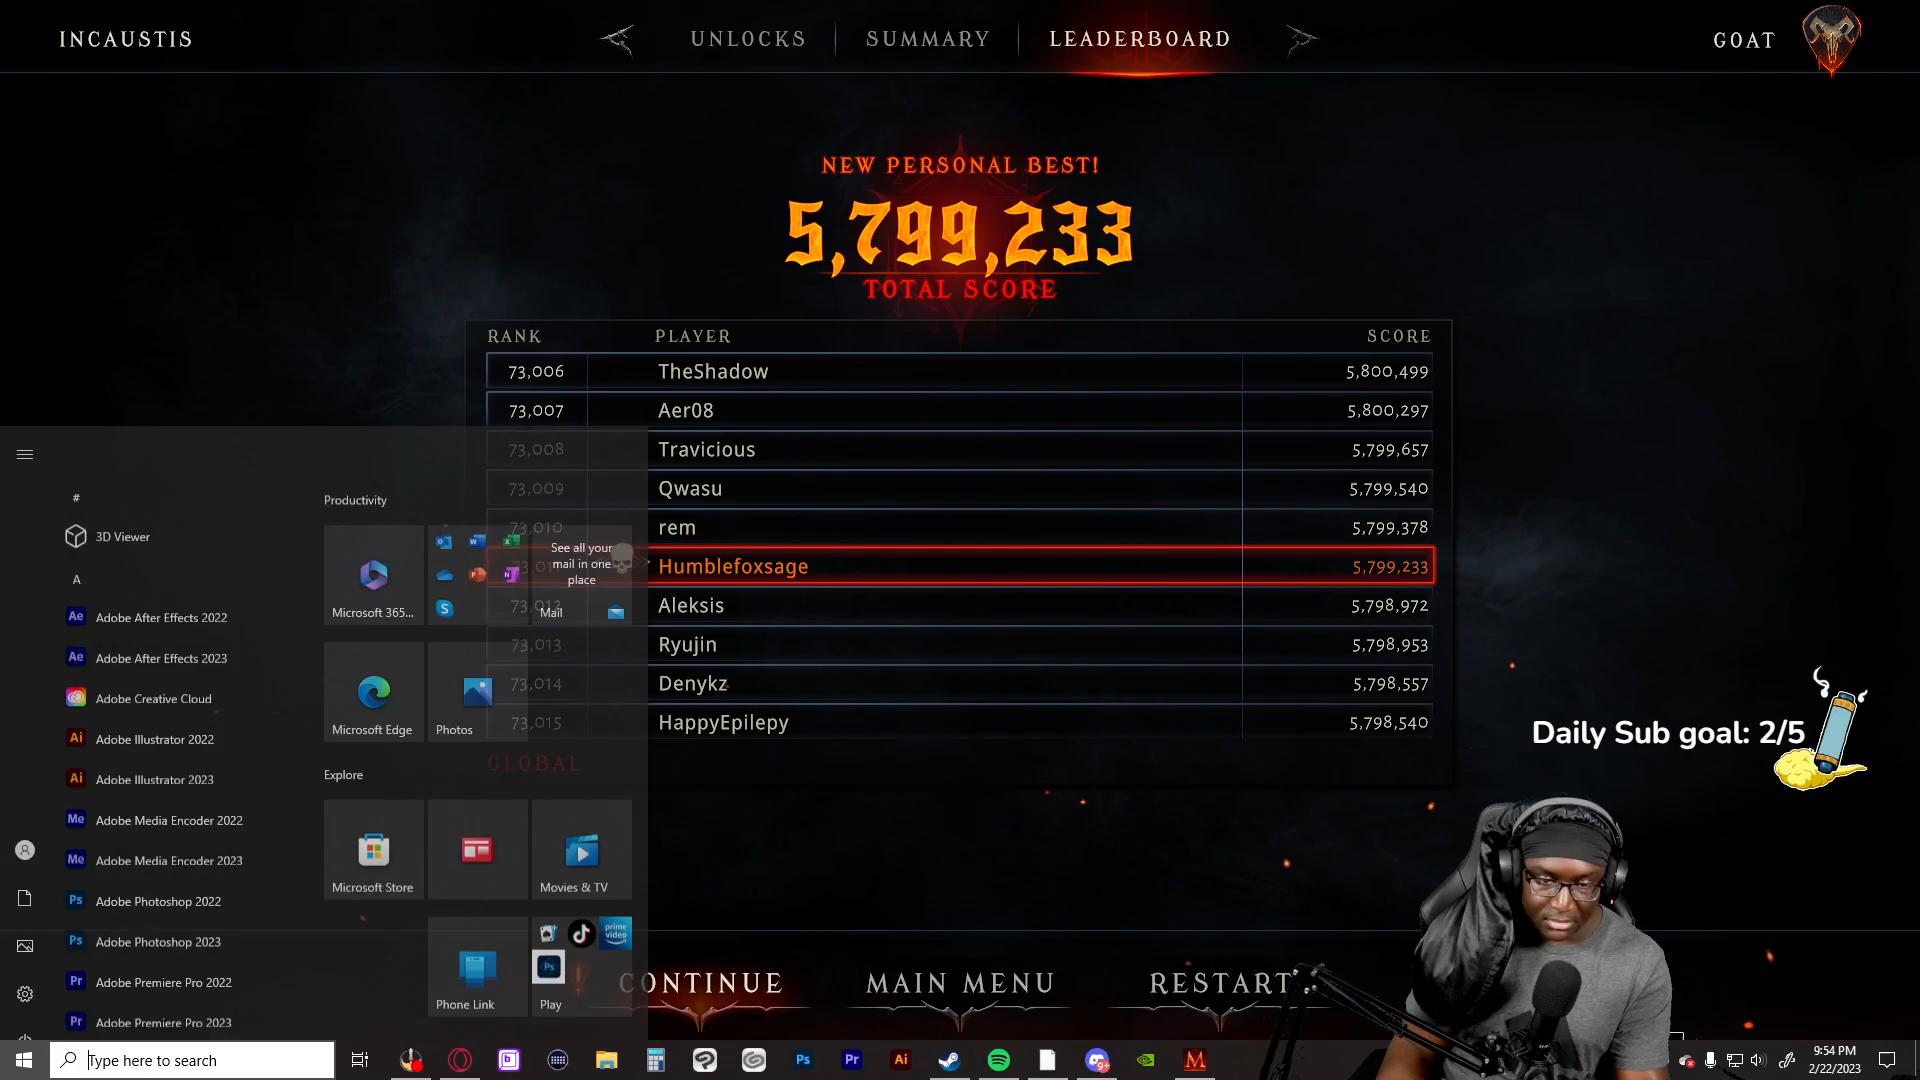 INCAUSTIS
UNLOCKS
SUMMARY
LEADERBOARD
GOAT
NEW PERSONAL BEST!
5,799,233
TOTAL SCORE
RANK PLAYER SCORE
73,006 TheShadow 5,800,499
73,007 Aer08 5,800,297
73,008 Travicious 5,799,657
73,009 Qwasu 5,799,540
73,010 rem 5,799,378
Humblefoxsage 5,799,233
73,012 Aleksis 5,798,972
73,013 Ryujin 5,798,953
73,014 Denykz 5,798,557
73,015 HappyEpilepy 5,798,540
GLOBAL
#
3D Viewer
A
Adobe After Effects 2022
Adobe After Effects 2023
Adobe Creative Cloud
Adobe Illustrator 2022
Adobe Illustrator 2023
Adobe Media Encoder 2022
Adobe Media Encoder 2023
Adobe Photoshop 2022
Adobe Photoshop 2023
Adobe Premiere Pro 2022
Adobe Premiere Pro 2023
Productivity
Microsoft 365...
See all your
mail in one
place
Mail
Microsoft Edge
Photos
Explore
Microsoft Store
Movies & TV
Phone Link
prime
video
Play
Daily Sub goal: 2/5
CONTINUE
MAIN MENU
RESTART
Type here to search
9:54 PM
2/22/2023